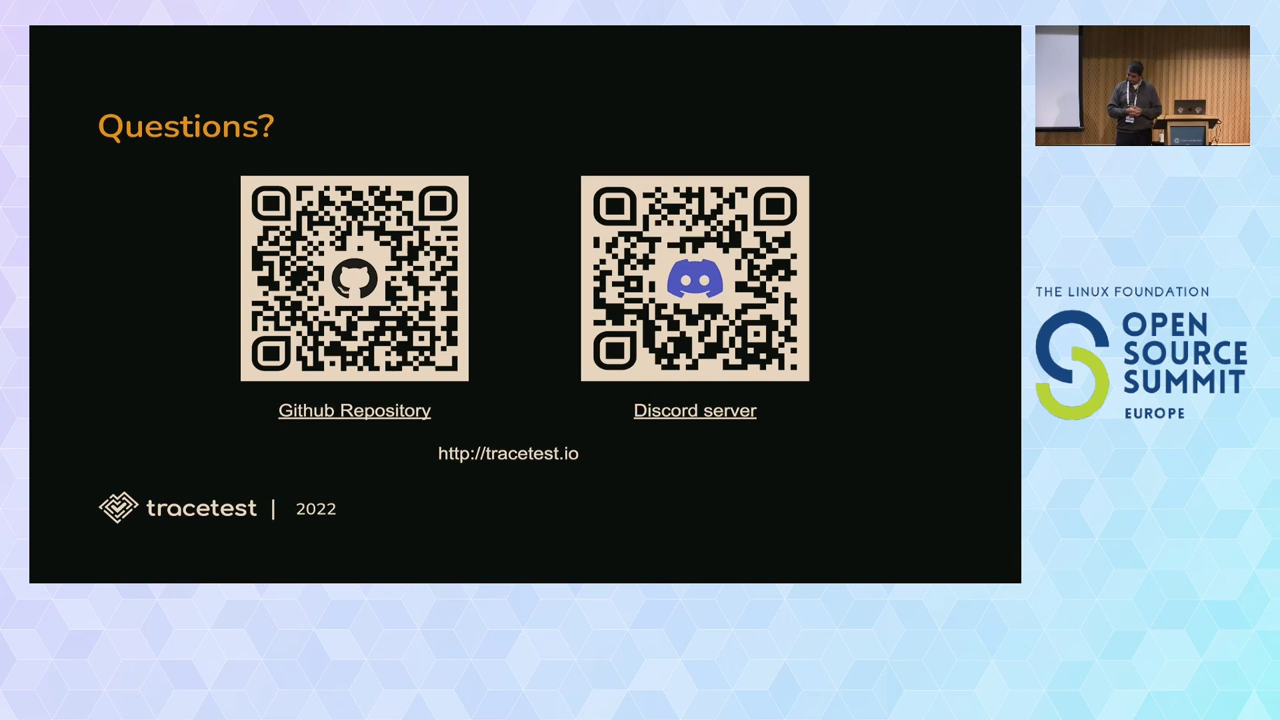 Questions?
Github Repository
Discord server
http://tracetest.io
tracetest | 2022
THE LINUX FOUNDATION
OPEN
SOURCE
SUMMIT
EUROPE